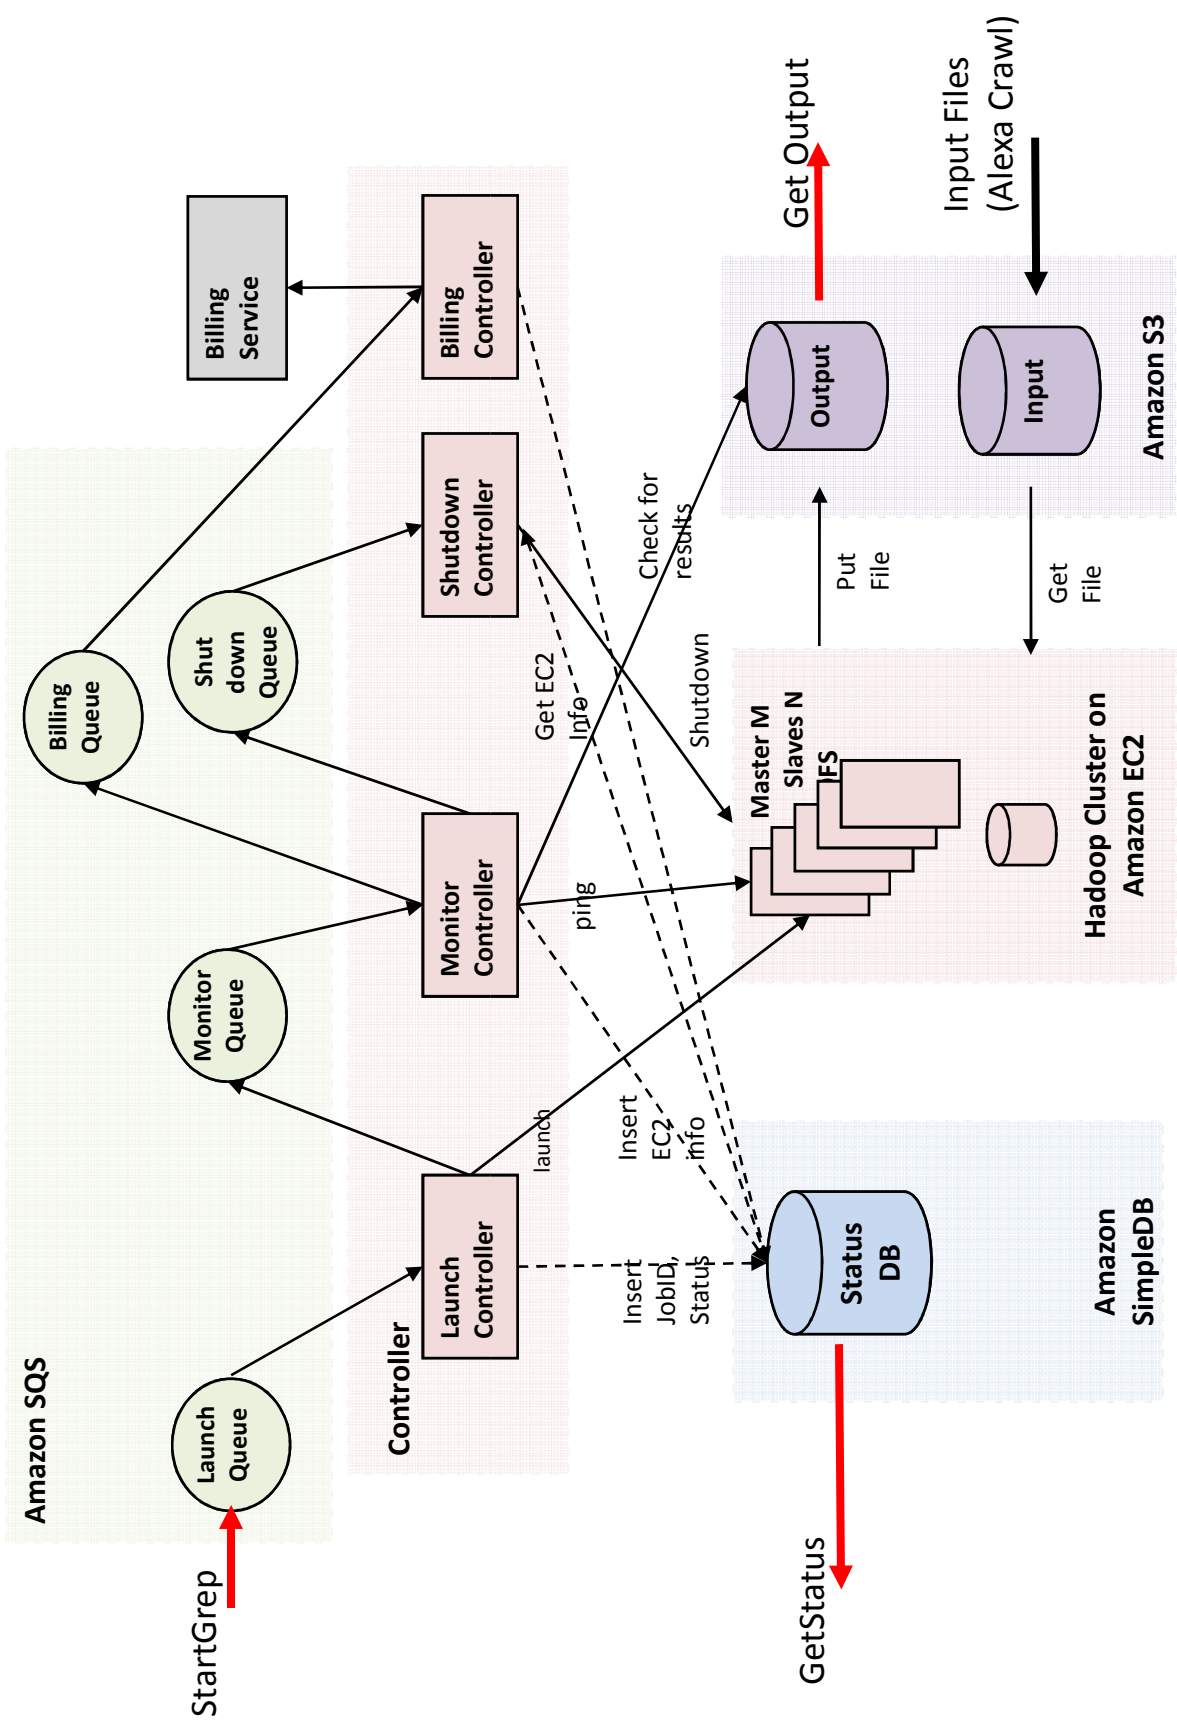 Amazon SQS
StartGrep
Launch
Queue
Monitor
Queue
Shut
down
Queue
Billing
Queue
Billing
Service
Controller
Launch
Controller
Monitor
Controller
Shutdown
Controller
Billing
Controller
launch
ping
Insert
JobID,
Status
Insert
EC2
info
Get EC2
Info
Shutdown
Check for
results
GetStatus
Status
DB
Amazon
SimpleDB
Master M
Slaves N
Hadoop Cluster on
Amazon EC2
Put
File
Get
File
Output
Input
Amazon S3
Get Output
Input Files
(Alexa Crawl)